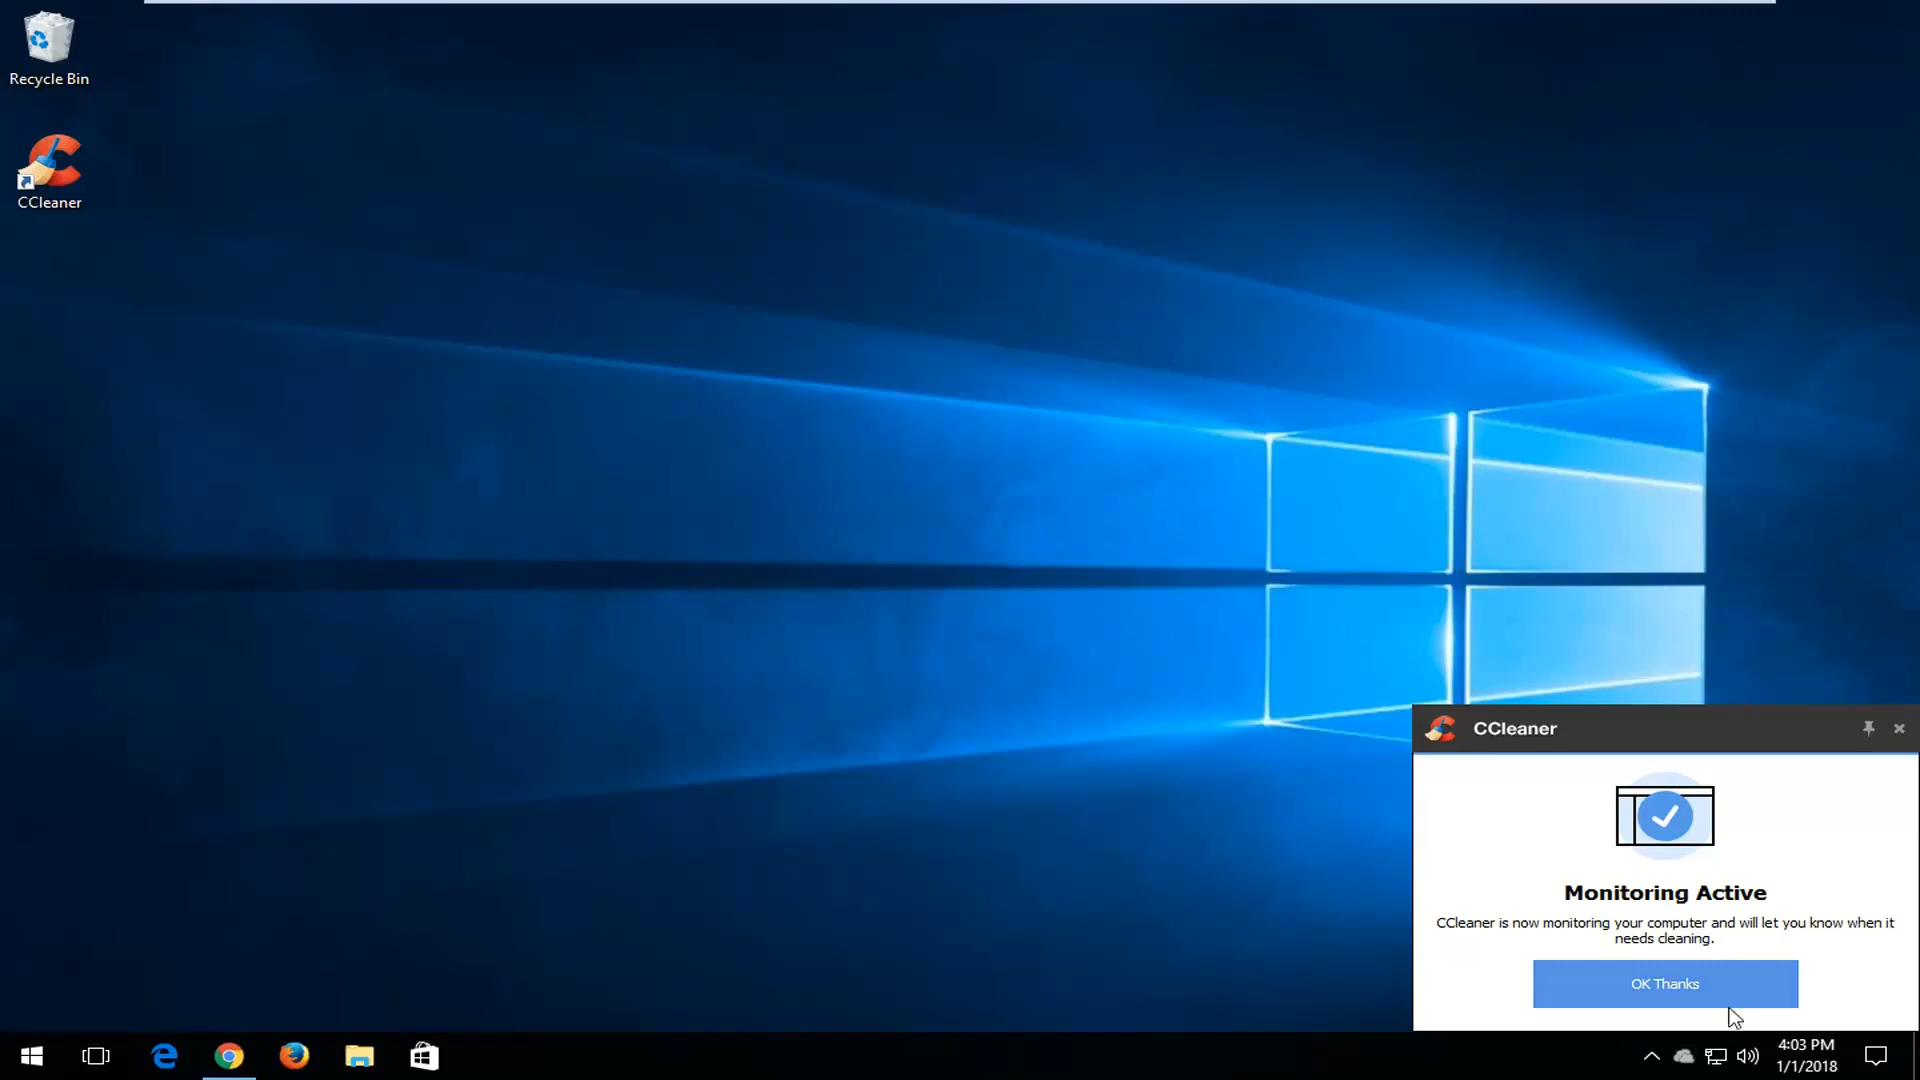 Recycle Bin
CCleaner
CCleaner
Monitoring Active
CCleaner is now monitoring your computer and will let you know when it
needs cleaning.
OK Thanks
4:03 PM
1/1/2018